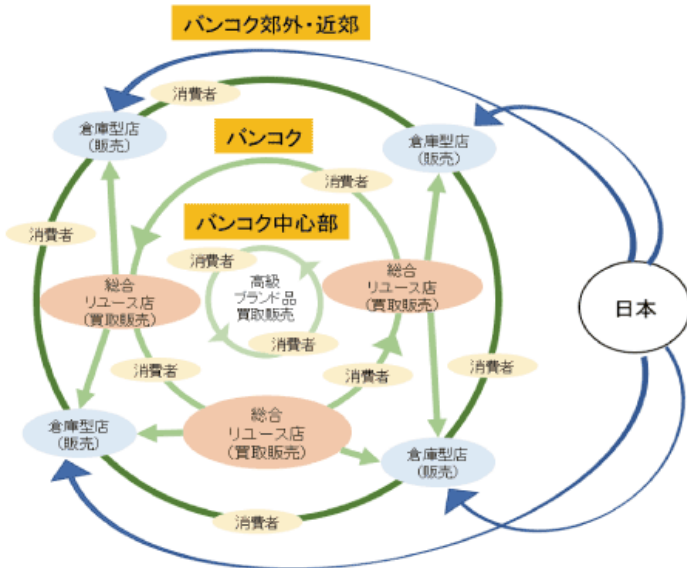 バンコク郊外・近郊
消費者
倉庫型店
(販売)
バンコク
倉庫型店
(販売)
消費者
バンコク中心部
消費者
消費者
総合
リユース店
(買取販売)
高級
ブランド品
買取販売
総合
リユース店
(買取販売)
日本
消費者
消費者
消費者
消費者
倉庫型店
(販売)
総合
リユース店
(買取販売)
倉庫型店
(販売)
消費者